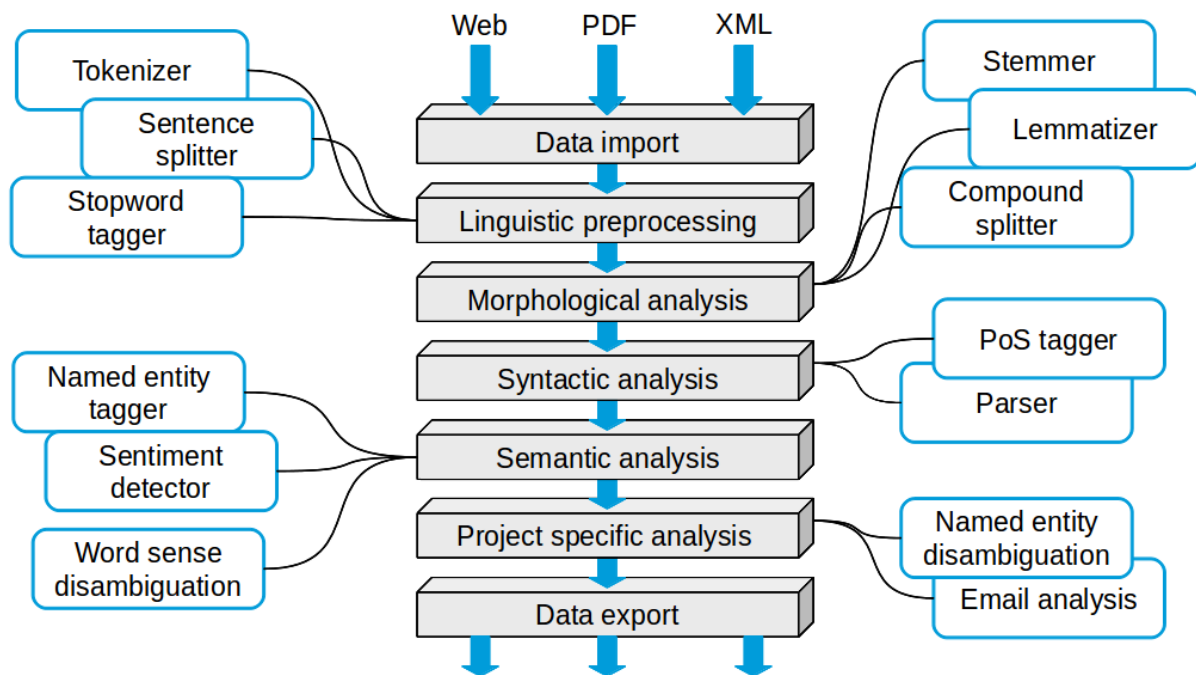 Web PDF XML
Tokenizer
Sentence
splitter
Stopword
tagger
Named entity
tagger
Sentiment
detector
Word sense
disambiguation
Data import
Linguistic preprocessing
Morphological analysis
Syntactic analysis
Semantic analysis
Project specific analysis
Data export
Stemmer
Lemmatizer
Compound
splitter
PoS tagger
Parser
Named entity
disambiguation
Email analysis